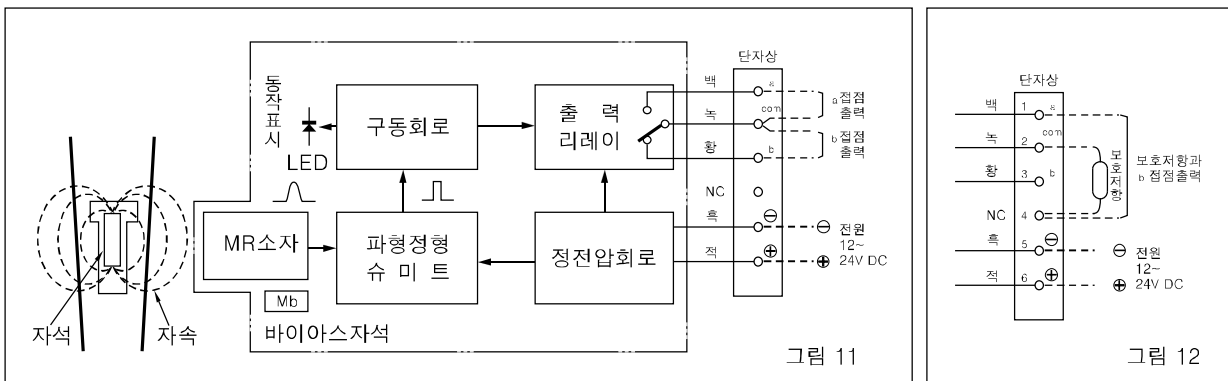 동작표시
LED
구동회로
출 력
리레이
MR소자
파형정형
슈 미 트
정전압회로
Mb
바이아스자석
자석
자속
단자상
백
a
녹
com
황
b
NC
흑
⊖
적
⊕
a 접점
출력
b 접점
출력
⊖ 전원
12~
⊕ 24V DC
그림 11
단자상
백 1 a
com
녹 2
황 3 b
NC 4
흑 5 ⊖
적 6 ⊕
보호저항
보호저항과
b 접점출력
⊖ 전원
12~
⊕ 24V DC
그림 12